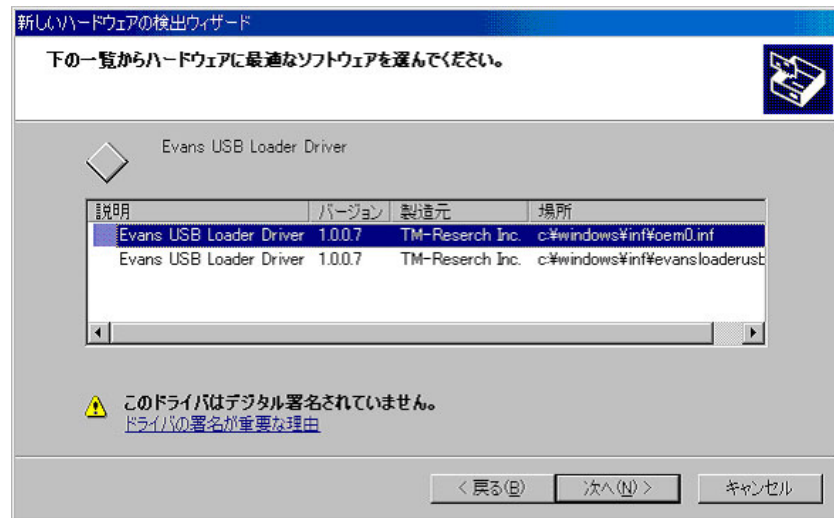 新しいハードウェアの検出ウィザード
下の一覧からハードウェアに最適なソフトウェアを選んでください。
Evans USB Loader Driver
説明 バージョン 製造元 場所
Evans USB Loader Driver 1.0.0.7 TM-Reserch Inc. c:¥windows¥inf¥oem0.inf
Evans USB Loader Driver 1.0.0.7 TM-Reserch Inc. c:¥windows¥inf¥evansloaderusb
このドライバはデジタル署名されていません。
ドライバの署名が重要な理由
< 戻る(B) 次へ(N) > キャンセル